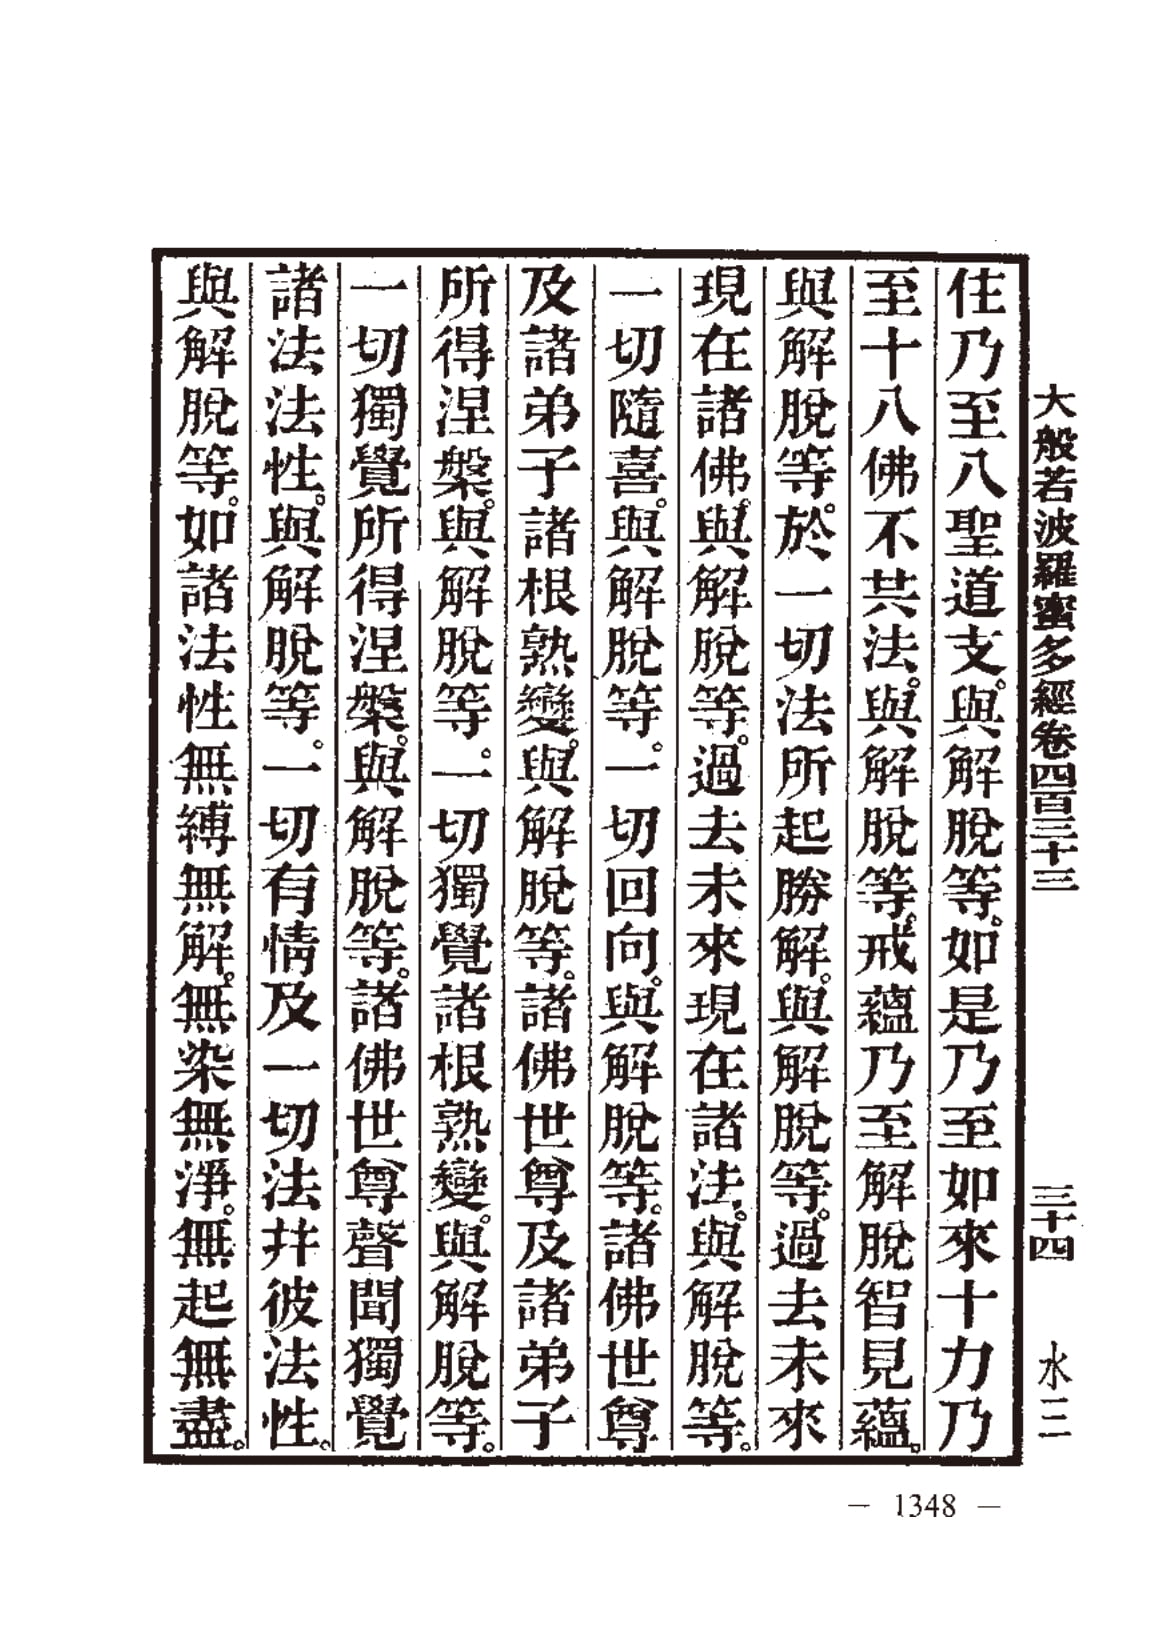 大般若波羅蜜多經卷四百三十三 三十四 水三
住乃至八聖道支。與解脫等。如是乃至如來十力乃
至十八佛不共法。與解脫等。戒蘊乃至解脫智見蘊。
與解脫等。於一切法所起勝解。與解脫等。過去未來
現在諸佛。與解脫等。過去未來現在諸法。與解脫等。
一切隨喜。與解脫等。一切回向。與解脫等。諸佛世尊
及諸弟子諸根熟變。與解脫等。諸佛世尊及諸弟子
所得涅槃。與解脫等。一切獨覺諸根熟變。與解脫等。
一切獨覺所得涅槃。與解脫等。諸佛世尊聲聞獨覺
諸法法性。與解脫等。一切有情及一切法幷彼法性。
與解脫等。如諸法性無縛無解。無染無淨。無起無盡。
— 1348 —